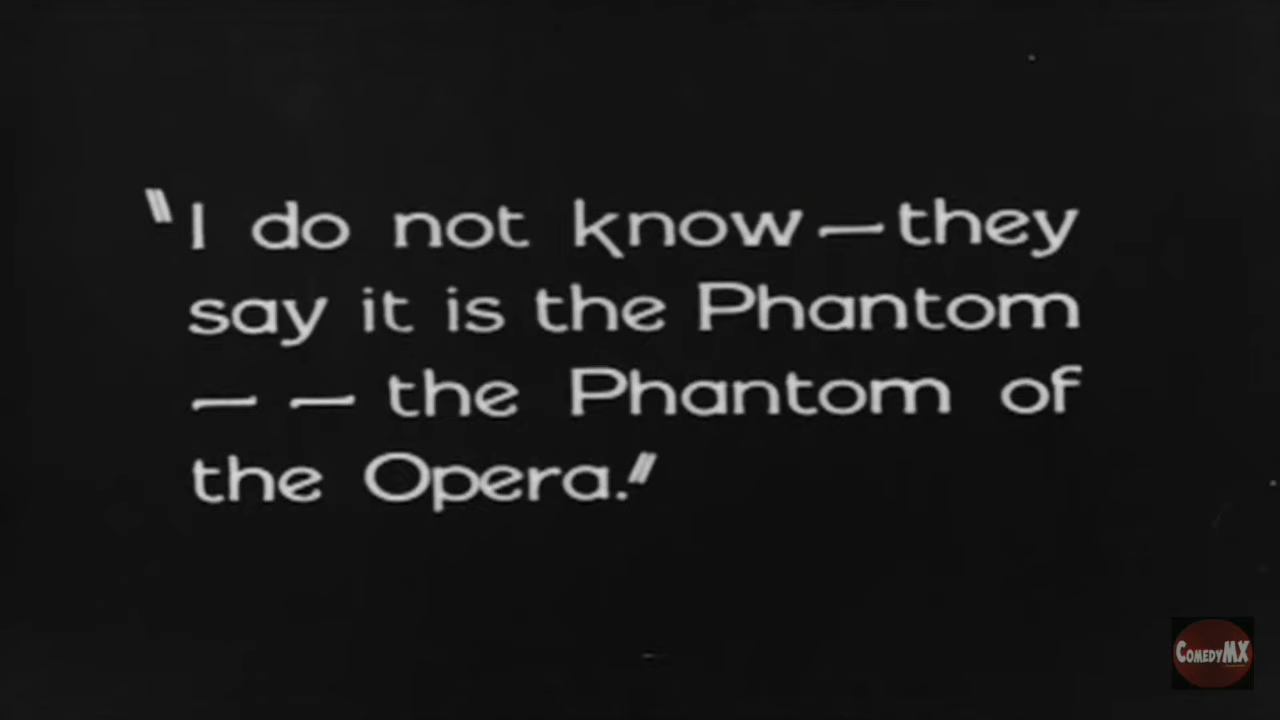 "I do not know — they
say it is the Phantom
— — the Phantom of
the Opera."
COMEDYMX